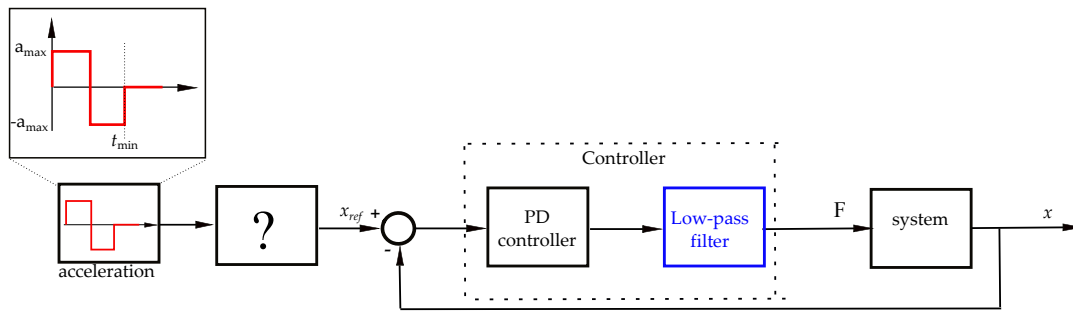 a_max
-a_max
t_min
acceleration
?
x_ref
+
-
Controller
PD
controller
Low-pass
filter
F
system
x